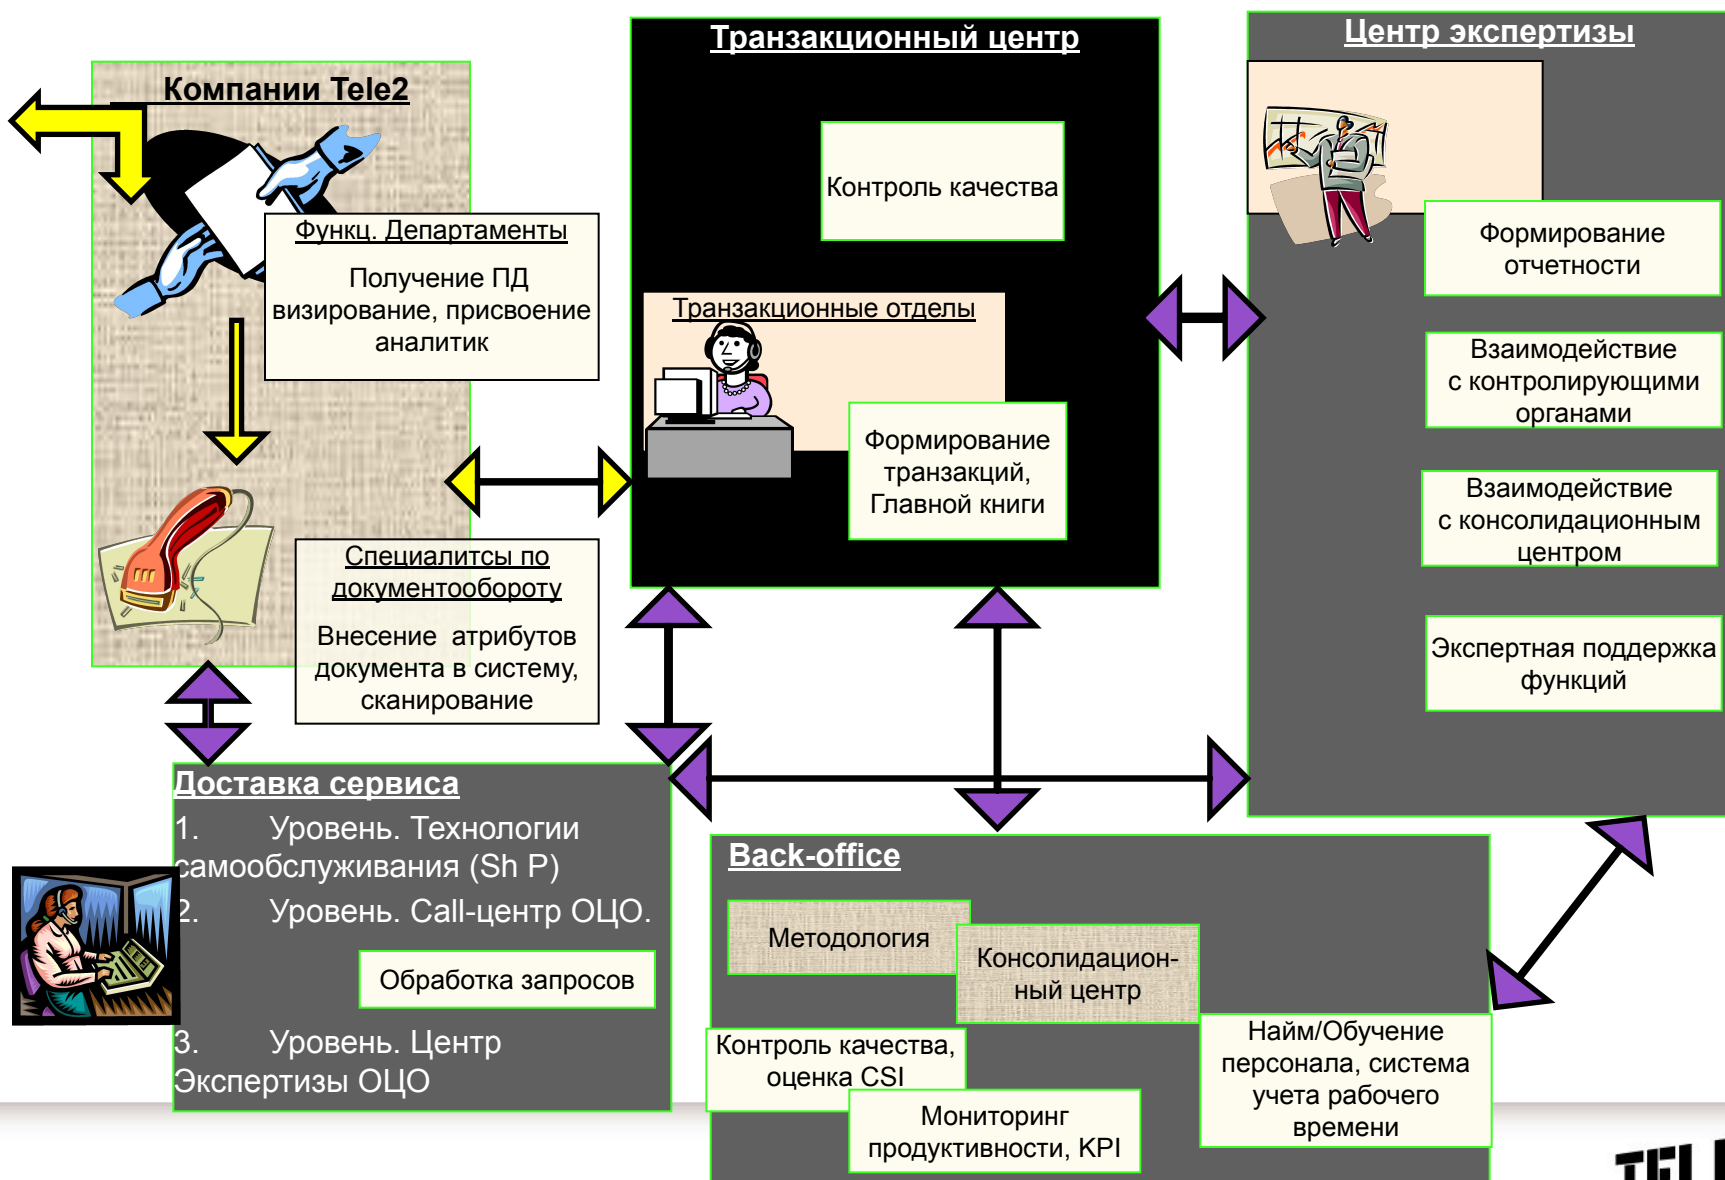 Компании Tele2
Функц. Департаменты
Получение ПД
визирование, присвоение
аналитик
Специалитсы по
документообороту
Внесение атрибутов
документа в систему,
сканирование
Транзакционный центр
Контроль качества
Транзакционные отделы
Формирование
транзакций,
Главной книги
Центр экспертизы
Формирование
отчетности
Взаимодействие
с контролирующими
органами
Взаимодействие
с консолидационным
центром
Экспертная поддержка
функций
Доставка сервиса
1. Уровень. Технологии
самообслуживания (Sh P)
2. Уровень. Call-центр ОЦО.
Обработка запросов
3. Уровень. Центр
Экспертизы ОЦО
Back-office
Методология
Консолидацион-
ный центр
Контроль качества,
оценка CSI
Мониторинг
продуктивности, KPI
Найм/Обучение
персонала, система
учета рабочего
времени